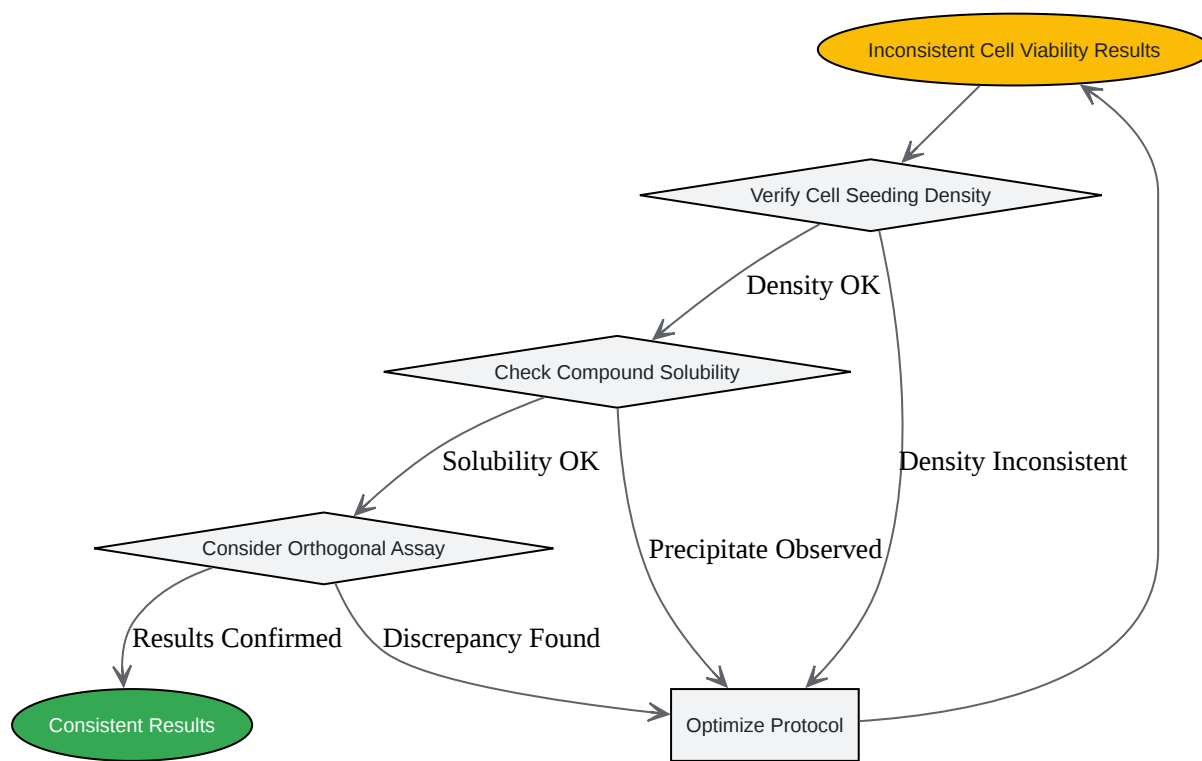 Inconsistent Cell Viability Results
Verify Cell Seeding Density
Density OK
Check Compound Solubility
Solubility OK
Density Inconsistent
Consider Orthogonal Assay
Precipitate Observed
Results Confirmed
Discrepancy Found
Consistent Results
Optimize Protocol